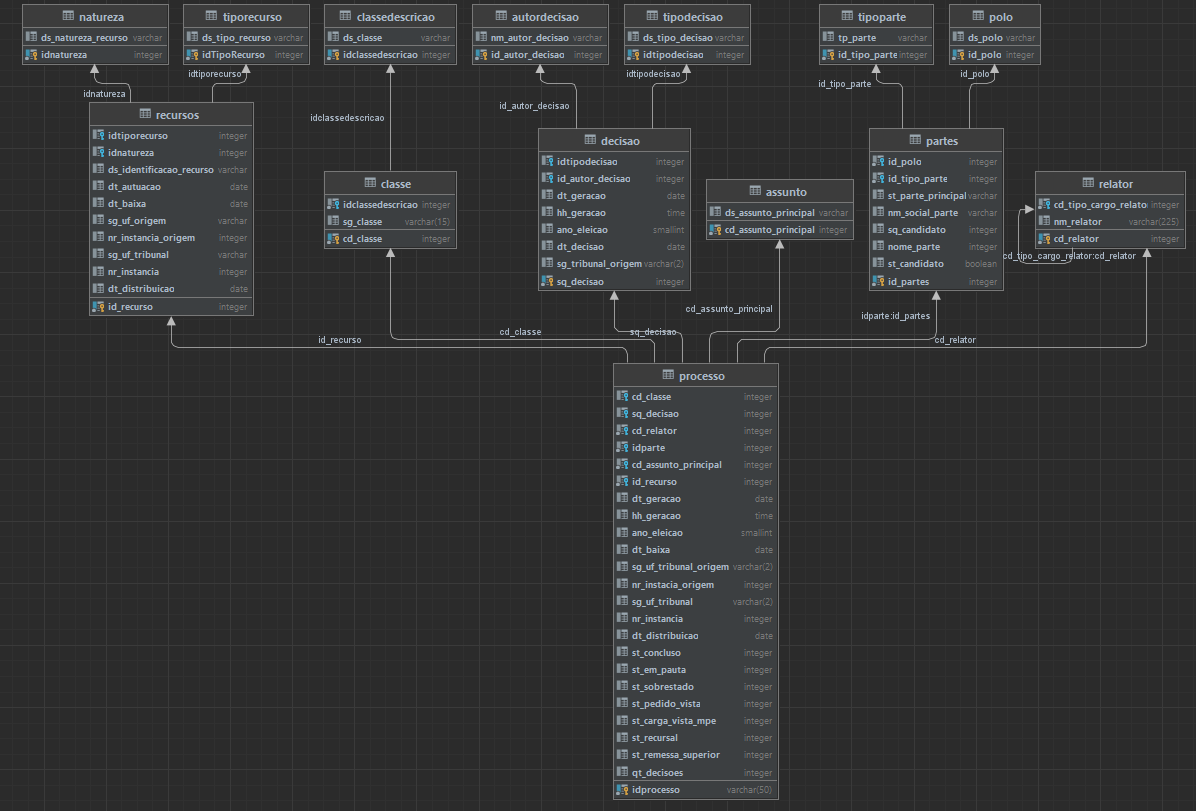 natureza
ds_natureza_recurso varchar
idnatureza integer
tiporecurso
ds_tipo_recurso varchar
idTipoRecurso integer
classedescricao
ds_classe varchar
idclassedescricao integer
autordecisao
nm_autor_decisao varchar
id_autor_decisao integer
tipodecisao
ds_tipo_decisao varchar
idtipodecisao integer
tipoparte
tp_parte varchar
id_tipo_parte integer
polo
ds_polo varchar
id_polo integer
idnatureza
idtiporecurso
idclassedescricao
id_autor_decisao
idtipodecisao
id_tipo_parte
id_polo
recursos
idtiporecurso integer
idnatureza integer
ds_identificacao_recurso varchar
dt_autuacao date
dt_baixa date
sg_uf_origem varchar
nr_instancia_origem integer
sg_uf_tribunal varchar
nr_instancia integer
dt_distribuicao date
id_recurso integer
classe
idclassedescricao integer
sg_classe varchar(15)
cd_classe integer
decisao
idtipodecisao integer
id_autor_decisao integer
dt_geracao date
hh_geracao time
ano_eleicao smallint
dt_decisao date
sg_tribunal_origem varchar(2)
sq_decisao integer
assunto
ds_assunto_principal varchar
cd_assunto_principal integer
partes
id_polo integer
id_tipo_parte integer
st_parte_principal varchar
nm_social_parte varchar
sq_candidato integer
nome_parte integer
st_candidato boolean
id_partes integer
relator
cd_tipo_cargo_relator integer
nm_relator varchar(225)
cd_relator integer
cd_tipo_cargo_relator:cd_relator
id_recurso
cd_classe
sq_decisao
cd_assunto_principal
idparte:id_partes
cd_relator
processo
cd_classe integer
sq_decisao integer
cd_relator integer
idparte integer
cd_assunto_principal integer
id_recurso integer
dt_geracao date
hh_geracao time
ano_eleicao smallint
dt_baixa date
sg_uf_tribunal_origem varchar(2)
nr_instacia_origem integer
sg_uf_tribunal varchar(2)
nr_instancia integer
dt_distribuicao date
st_concluso integer
st_em_pauta integer
st_sobrestado integer
st_pedido_vista integer
st_carga_vista_mpe integer
st_recursal integer
st_remessa_superior integer
qt_decisoes integer
idprocesso varchar(50)